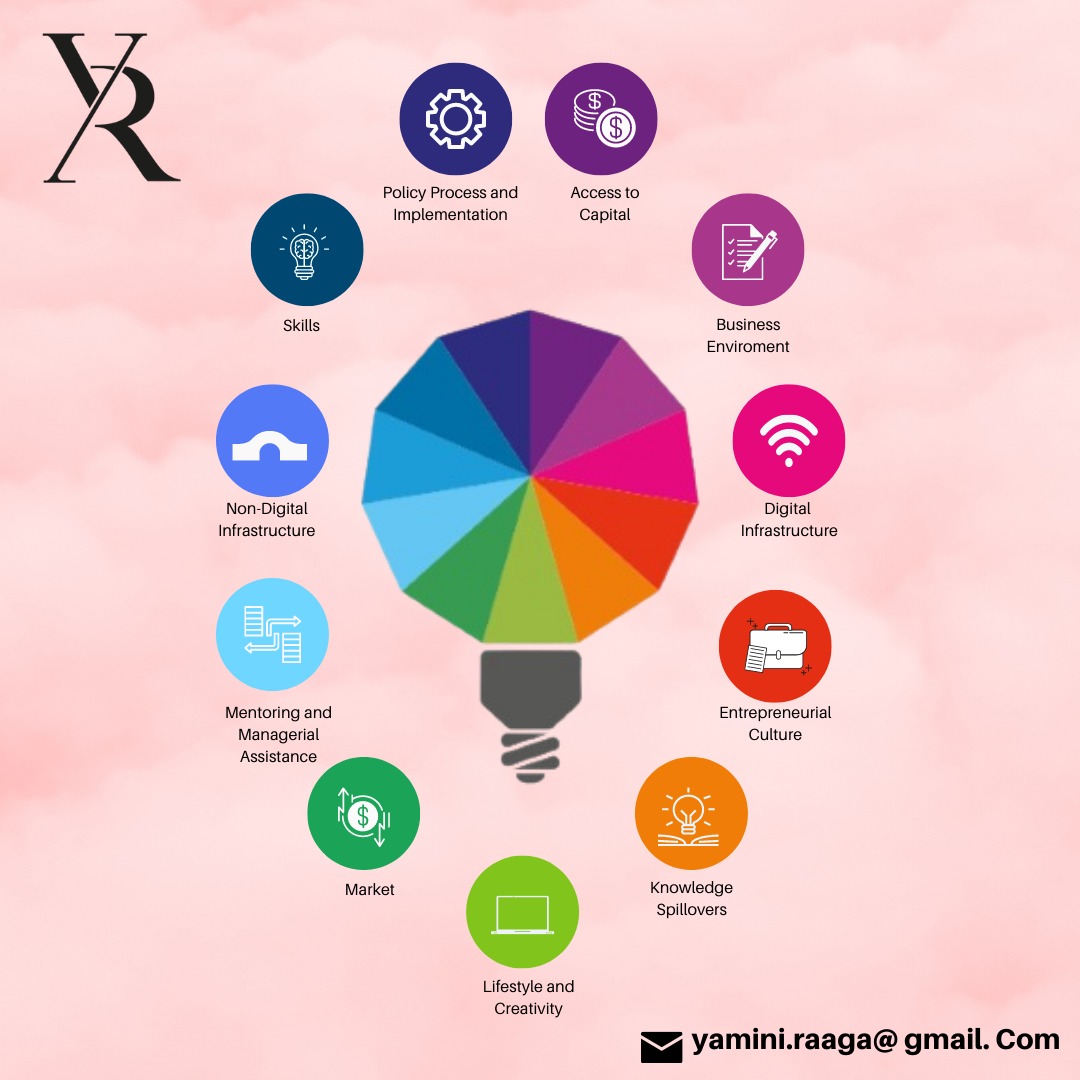 YR
Policy Process and
Implementation
Access to
Capital
Skills
Business
Enviroment
Non-Digital
Infrastructure
Digital
Infrastructure
Mentoring and
Managerial
Assistance
Entrepreneurial
Culture
Market
Knowledge
Spillovers
Lifestyle and
Creativity
yamini.raaga@ gmail. Com